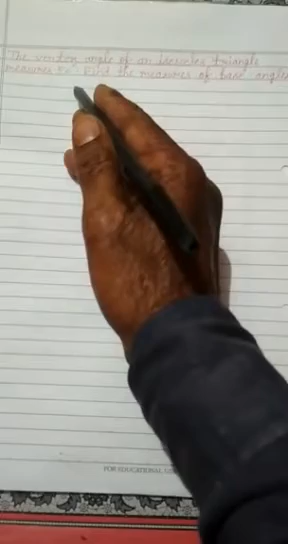 The vertex angle of an isosceles triangle
measures Find the measures of base angles
FOR EDUCATIONAL